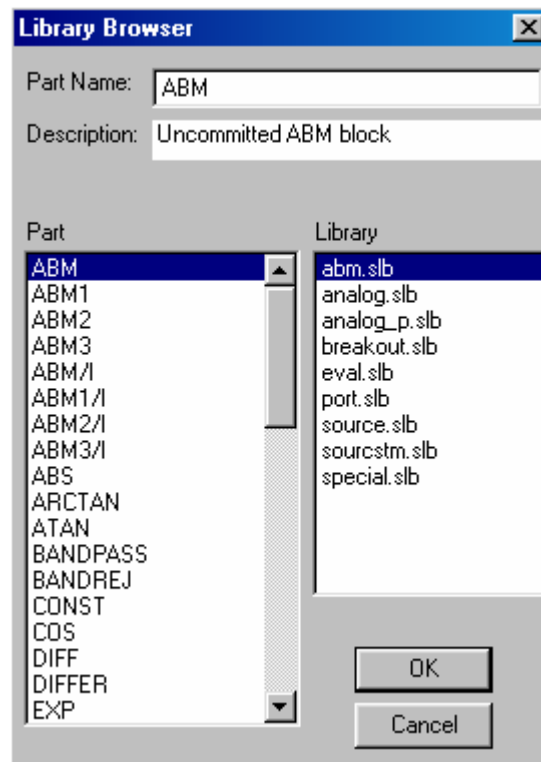 Library Browser
Part Name: ABM
Description: Uncommitted ABM block
Part
ABM
ABM1
ABM2
ABM3
ABM/I
ABM1/I
ABM2/I
ABM3/I
ABS
ARCTAN
ATAN
BANDPASS
BANDREJ
CONST
COS
DIFF
DIFFER
EXP
Library
abm.slb
analog.slb
analog_p.slb
breakout.slb
eval.slb
port.slb
source.slb
sourcstm.slb
special.slb
OK
Cancel